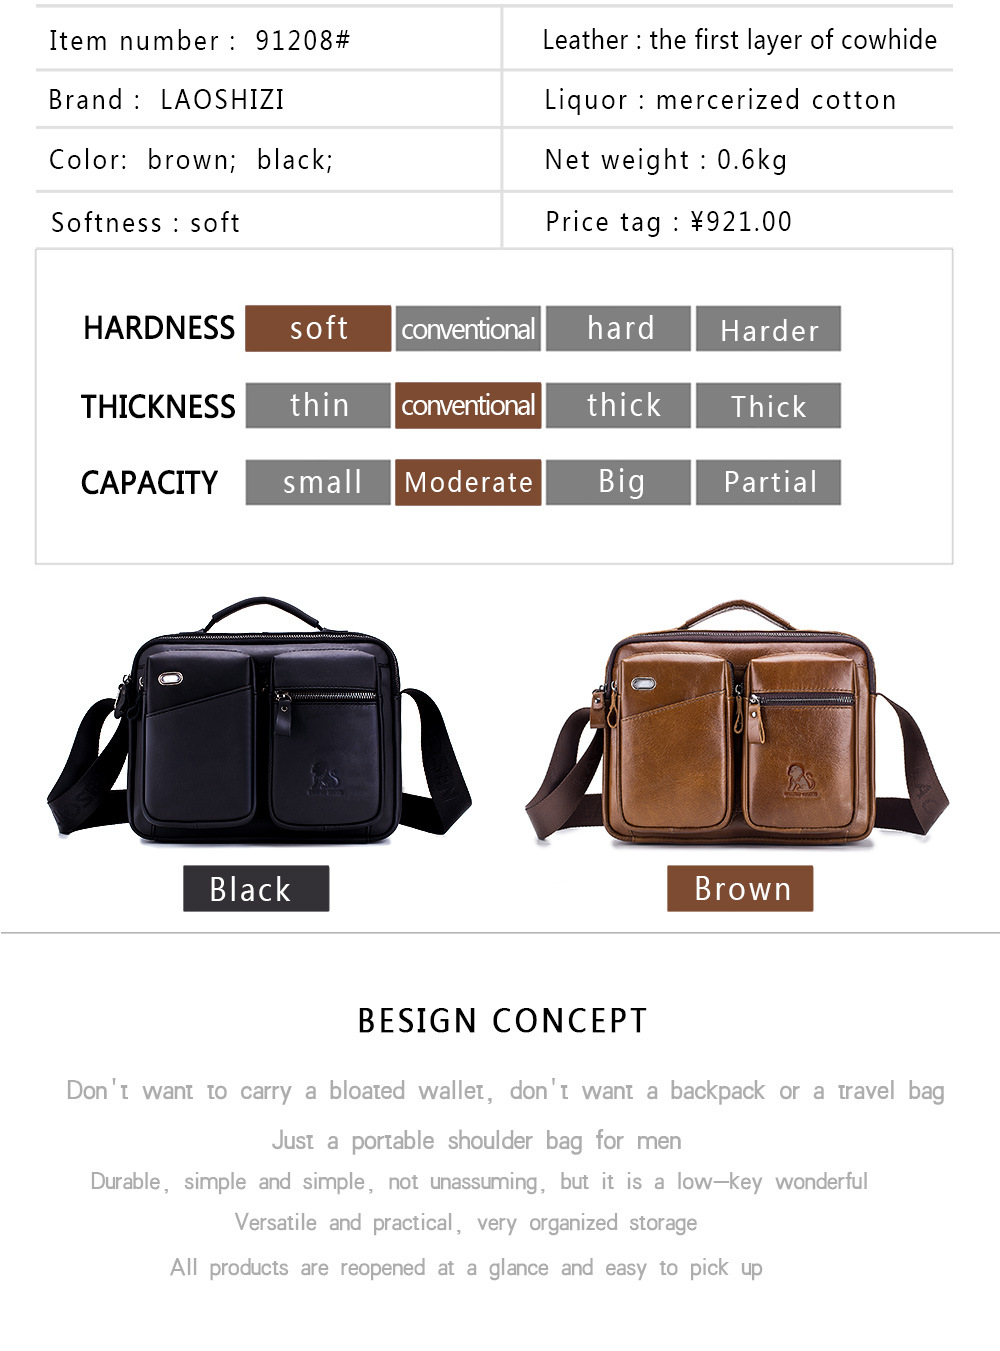 Item number : 91208#
Leather : the first layer of cowhide
Brand : LAOSHIZI
Liquor : mercerized cotton
Color: brown; black;
Net weight : 0.6kg
Softness : soft
Price tag : ¥921.00
HARDNESS soft conventional hard Harder
THICKNESS thin conventional thick Thick
CAPACITY small Moderate Big Partial
Black
Brown
BESIGN CONCEPT
Don't want to carry a bloated wallet, don't want a backpack or a travel bag
Just a portable shoulder bag for men
Durable, simple and simple, not unassuming, but it is a low-key wonderful
Versatile and practical, very organized storage
All products are reopened at a glance and easy to pick up